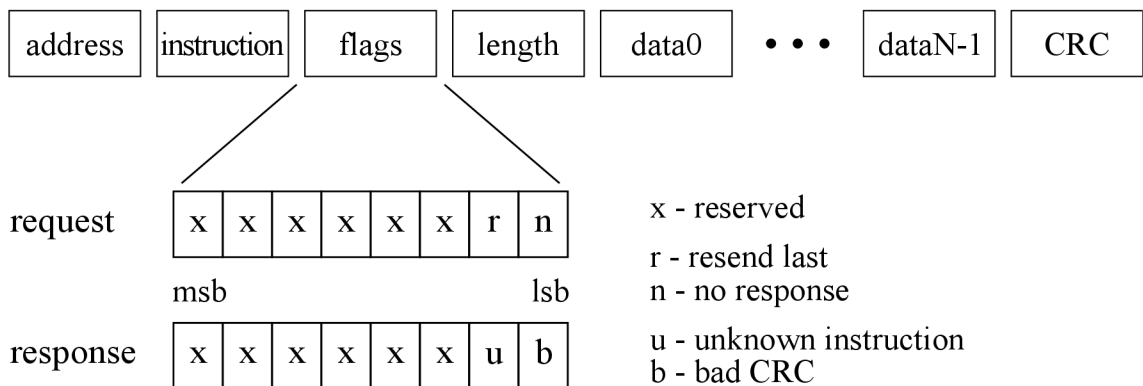 address instruction flags length data0 • • • dataN-1 CRC
request x x x x x x r n
msb lsb
response x x x x x x u b
x - reserved
r - resend last
n - no response
u - unknown instruction
b - bad CRC